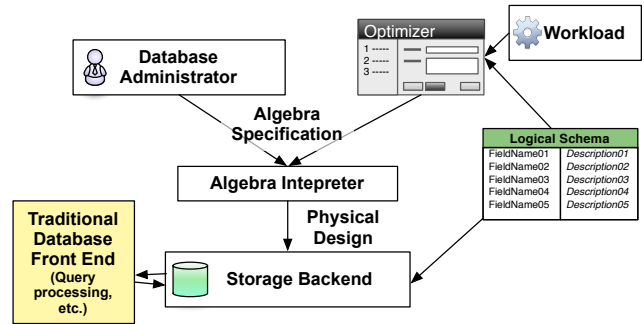 Optimizer
1 -----
2 -----
3 -----
Workload
Database
Administrator
Algebra
Specification
Logical Schema
FieldName01 Description01
FieldName02 Description02
FieldName03 Description03
FieldName04 Description04
FieldName05 Description05
Algebra Intepreter
Physical
Design
Traditional
Database
Front End
(Query
processing,
etc.)
Storage Backend